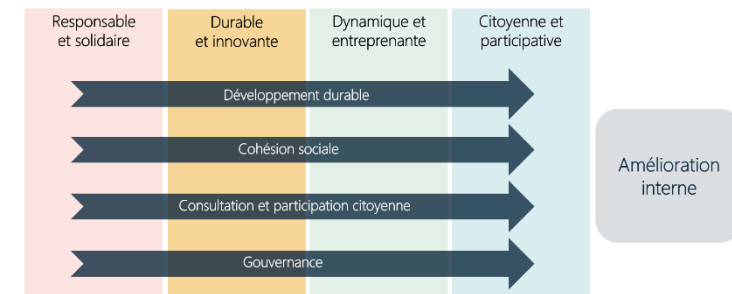 Responsable
et solidaire
Durable
et innovante
Dynamique et
entreprenante
Citoyenne et
participative
Développement durable
Cohésion sociale
Consultation et participation citoyenne
Gouvernance
Amélioration
interne